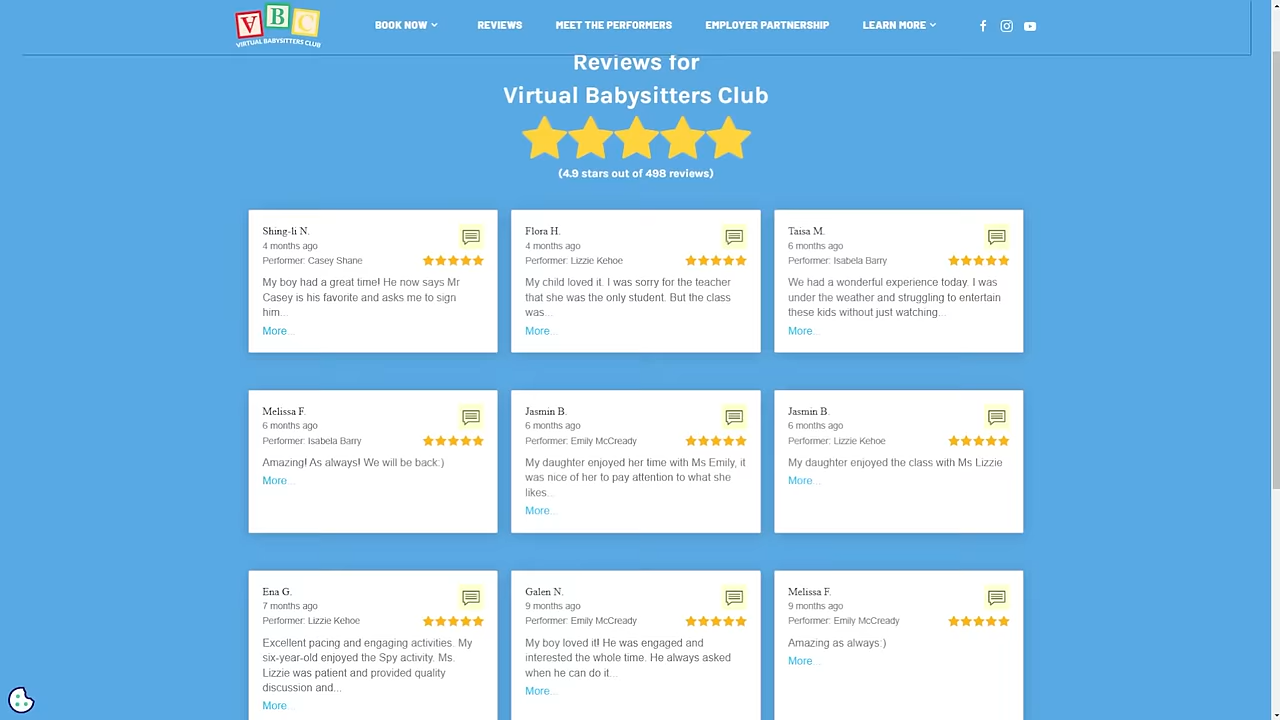 VBC
VIRTUAL BABYSITTERS CLUB
BOOK NOW
REVIEWS
MEET THE PERFORMERS
EMPLOYER PARTNERSHIP
LEARN MORE
Reviews for
Virtual Babysitters Club
(4.9 stars out of 498 reviews)
Shing-li N.
4 months ago
Performer: Casey Shane
My boy had a great time! He now says Mr
Casey is his favorite and asks me to sign
him...
More...
Flora H.
4 months ago
Performer: Lizzie Kehoe
My child loved it. I was sorry for the teacher
that she was the only student. But the class
was...
More...
Taisa M.
6 months ago
Performer: Isabela Barry
We had a wonderful experience today. I was
under the weather and struggling to entertain
these kids without just watching...
More...
Melissa F.
6 months ago
Performer: Isabela Barry
Amazing! As always! We will be back:)
More...
Jasmin B.
6 months ago
Performer: Emily McCready
My daughter enjoyed her time with Ms Emily, it
was nice of her to pay attention to what she
likes...
More...
Jasmin B.
6 months ago
Performer: Lizzie Kehoe
My daughter enjoyed the class with Ms Lizzie
More...
Ena G.
7 months ago
Performer: Lizzie Kehoe
Excellent pacing and engaging activities. My
six-year-old enjoyed the Spy activity. Ms.
Lizzie was patient and provided quality
discussion and...
More...
Galen N.
9 months ago
Performer: Emily McCready
My boy loved it! He was engaged and
interested the whole time. He always asked
when he can do it...
More...
Melissa F.
9 months ago
Performer: Emily McCready
Amazing as always:)
More...